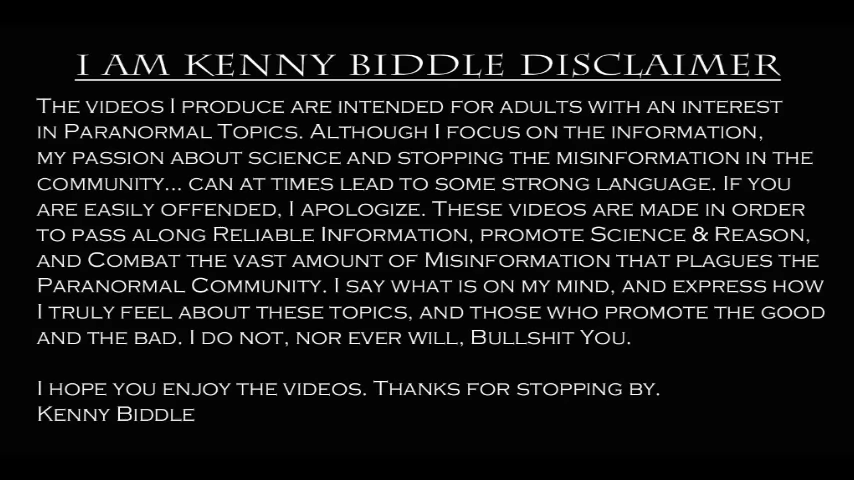 I AM KENNY BIDDLE DISCLAIMER
THE VIDEOS I PRODUCE ARE INTENDED FOR ADULTS WITH AN INTEREST
IN PARANORMAL TOPICS. ALTHOUGH I FOCUS ON THE INFORMATION,
MY PASSION ABOUT SCIENCE AND STOPPING THE MISINFORMATION IN THE
COMMUNITY... CAN AT TIMES LEAD TO SOME STRONG LANGUAGE. IF YOU
ARE EASILY OFFENDED, I APOLOGIZE. THESE VIDEOS ARE MADE IN ORDER
TO PASS ALONG RELIABLE INFORMATION, PROMOTE SCIENCE & REASON,
AND COMBAT THE VAST AMOUNT OF MISINFORMATION THAT PLAGUES THE
PARANORMAL COMMUNITY. I SAY WHAT IS ON MY MIND, AND EXPRESS HOW
I TRULY FEEL ABOUT THESE TOPICS, AND THOSE WHO PROMOTE THE GOOD
AND THE BAD. I DO NOT, NOR EVER WILL, BULLSHIT YOU.
I HOPE YOU ENJOY THE VIDEOS. THANKS FOR STOPPING BY.
KENNY BIDDLE